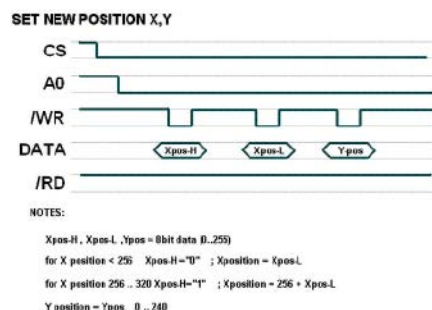 SET NEW POSITION X,Y
CS
A0
/WR
DATA
Xpos-H
Xpos-L
Y-pos
/RD
NOTES:
Xpos-H , Xpos-L ,Ypos = 8bit data (0..255)
for X position < 256 Xpos-H="0" ; Xposition = Xpos-L
for X position 256 .. 320 Xpos-H="1" ; Xposition = 256 + Xpos-L
Y position = Ypos 0 .. 240